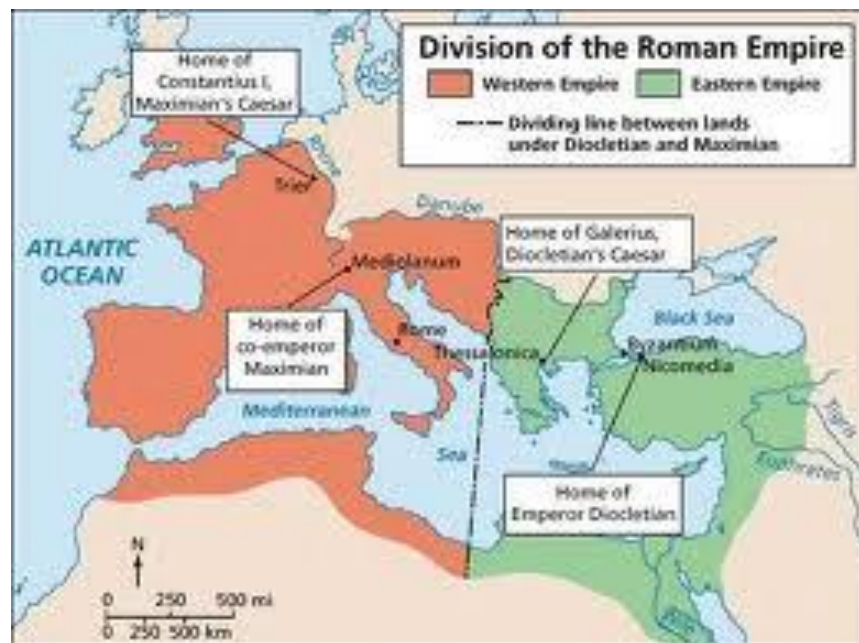 Division of the Roman Empire
Western Empire
Eastern Empire
Dividing line between lands
under Diocletian and Maximian
Home of
Constantius I,
Maximian's Caesar
Rhine
Trier
Danube
Home of Galerius,
Diocletian's Caesar
ATLANTIC
OCEAN
Mediolanum
Black Sea
Home of
co-emperor
Maximian
Rome
Thessalonica
Byzantium
Nicomedia
Mediterranean
Sea
Tigris
Euphrates
Home of
Emperor Diocletian
N
0 250 500 mi
0 250 500 km